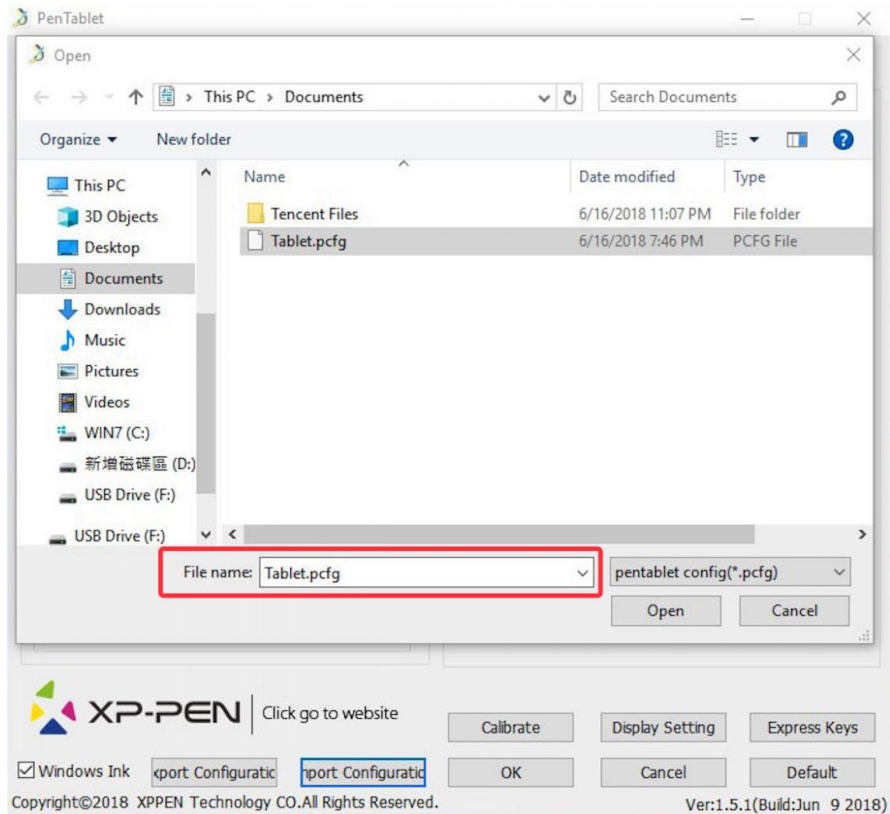 PenTablet
Open
This PC > Documents
Search Documents
Organize
New folder
Name
Date modified
Type
This PC
3D Objects
Desktop
Documents
Downloads
Music
Pictures
Videos
WIN7 (C:)
新增磁碟區 (D:)
USB Drive (F:)
USB Drive (F:)
Tencent Files 6/16/2018 11:07 PM File folder
Tablet.pcfg 6/16/2018 7:46 PM PCFG File
File name: Tablet.pcfg
pentablet config(*.pcfg)
Open
Cancel
XP-PEN
Click go to website
Calibrate
Display Setting
Express Keys
Windows Ink
xport Configuratic
nport Configuratic
OK
Cancel
Default
Copyright©2018 XPPEN Technology CO.All Rights Reserved.
Ver:1.5.1(Build:Jun 9 2018)